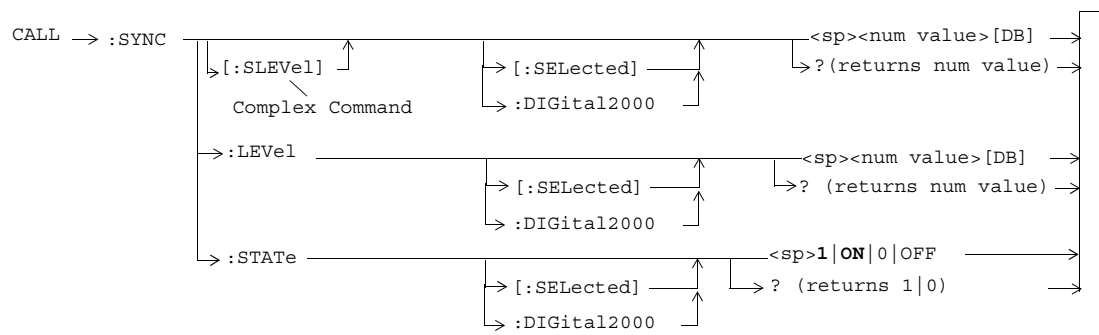 CALL :SYNC <sp><num value>[DB]
[:SLEVel] [:SELected] ?(returns num value)
Complex Command :DIGital2000
:LEVel <sp><num value>[DB]
[:SELected] ? (returns num value)
:DIGital2000
:STATe <sp>1|ON|0|OFF
[:SELected] ? (returns 1|0)
:DIGital2000